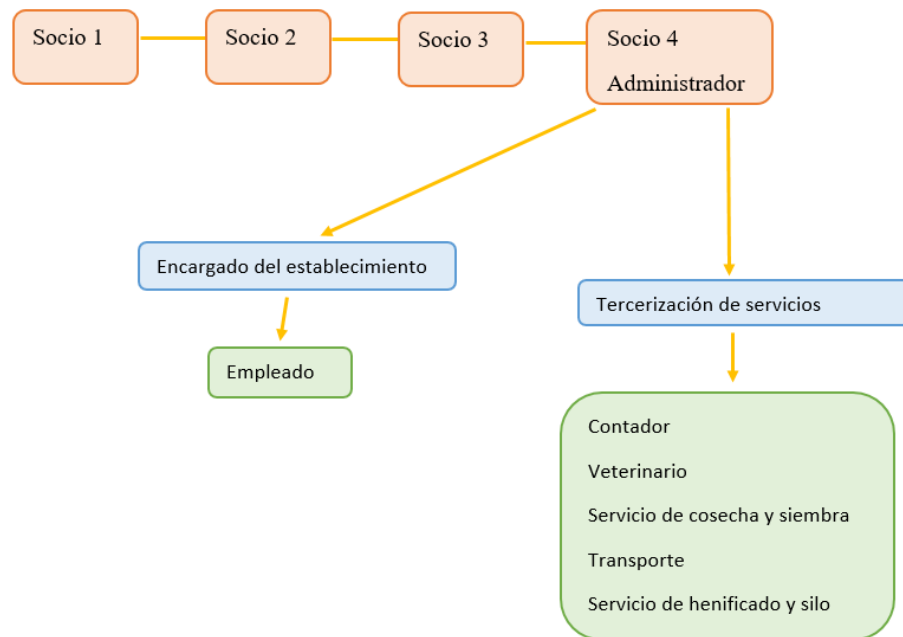 Socio 1
Socio 2
Socio 3
Socio 4
Administrador
Encargado del establecimiento
Tercerización de servicios
Empleado
Contador
Veterinario
Servicio de cosecha y siembra
Transporte
Servicio de henificado y silo